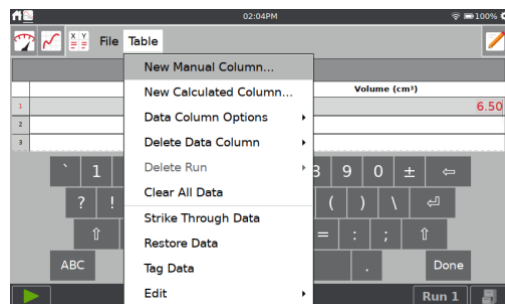 02:04PM
100%
X Y
File Table
New Manual Column...
New Calculated Column...
Data Column Options
Delete Data Column
Delete Run
Clear All Data
Strike Through Data
Restore Data
Tag Data
Edit
Volume (cm³)
1 6.50
2
3
` 1 3 9 0 ± ⇦
? ! ( ) \ ⏎
⇧ = : ; ⇧
ABC . Done
Run 1